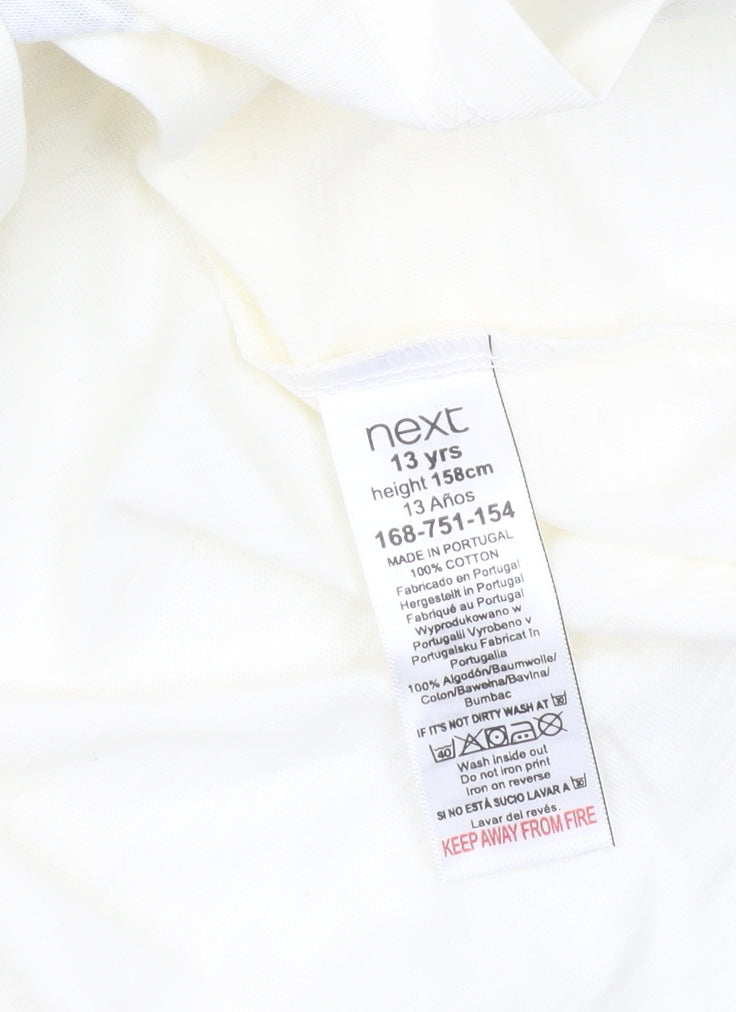 next
13 yrs
height 158cm
13 Años
168-751-154
MADE IN PORTUGAL
100% COTTON
Fabricado en Portugal
Hergestellt in Portugal
Fabriqué au Portugal
Wyprodukowano w
Portugalii Vyrobeno v
Portugalsku Fabricat în
Portugalia
100% Algodón/Baumwolle/
Coton/Bawełna/Bavlna/
Bumbac
IF IT'S NOT DIRTY WASH AT 30
40
Wash inside out
Do not iron print
Iron on reverse
SI NO ESTÁ SUCIO LAVAR A 30
Lavar del revés.
KEEP AWAY FROM FIRE